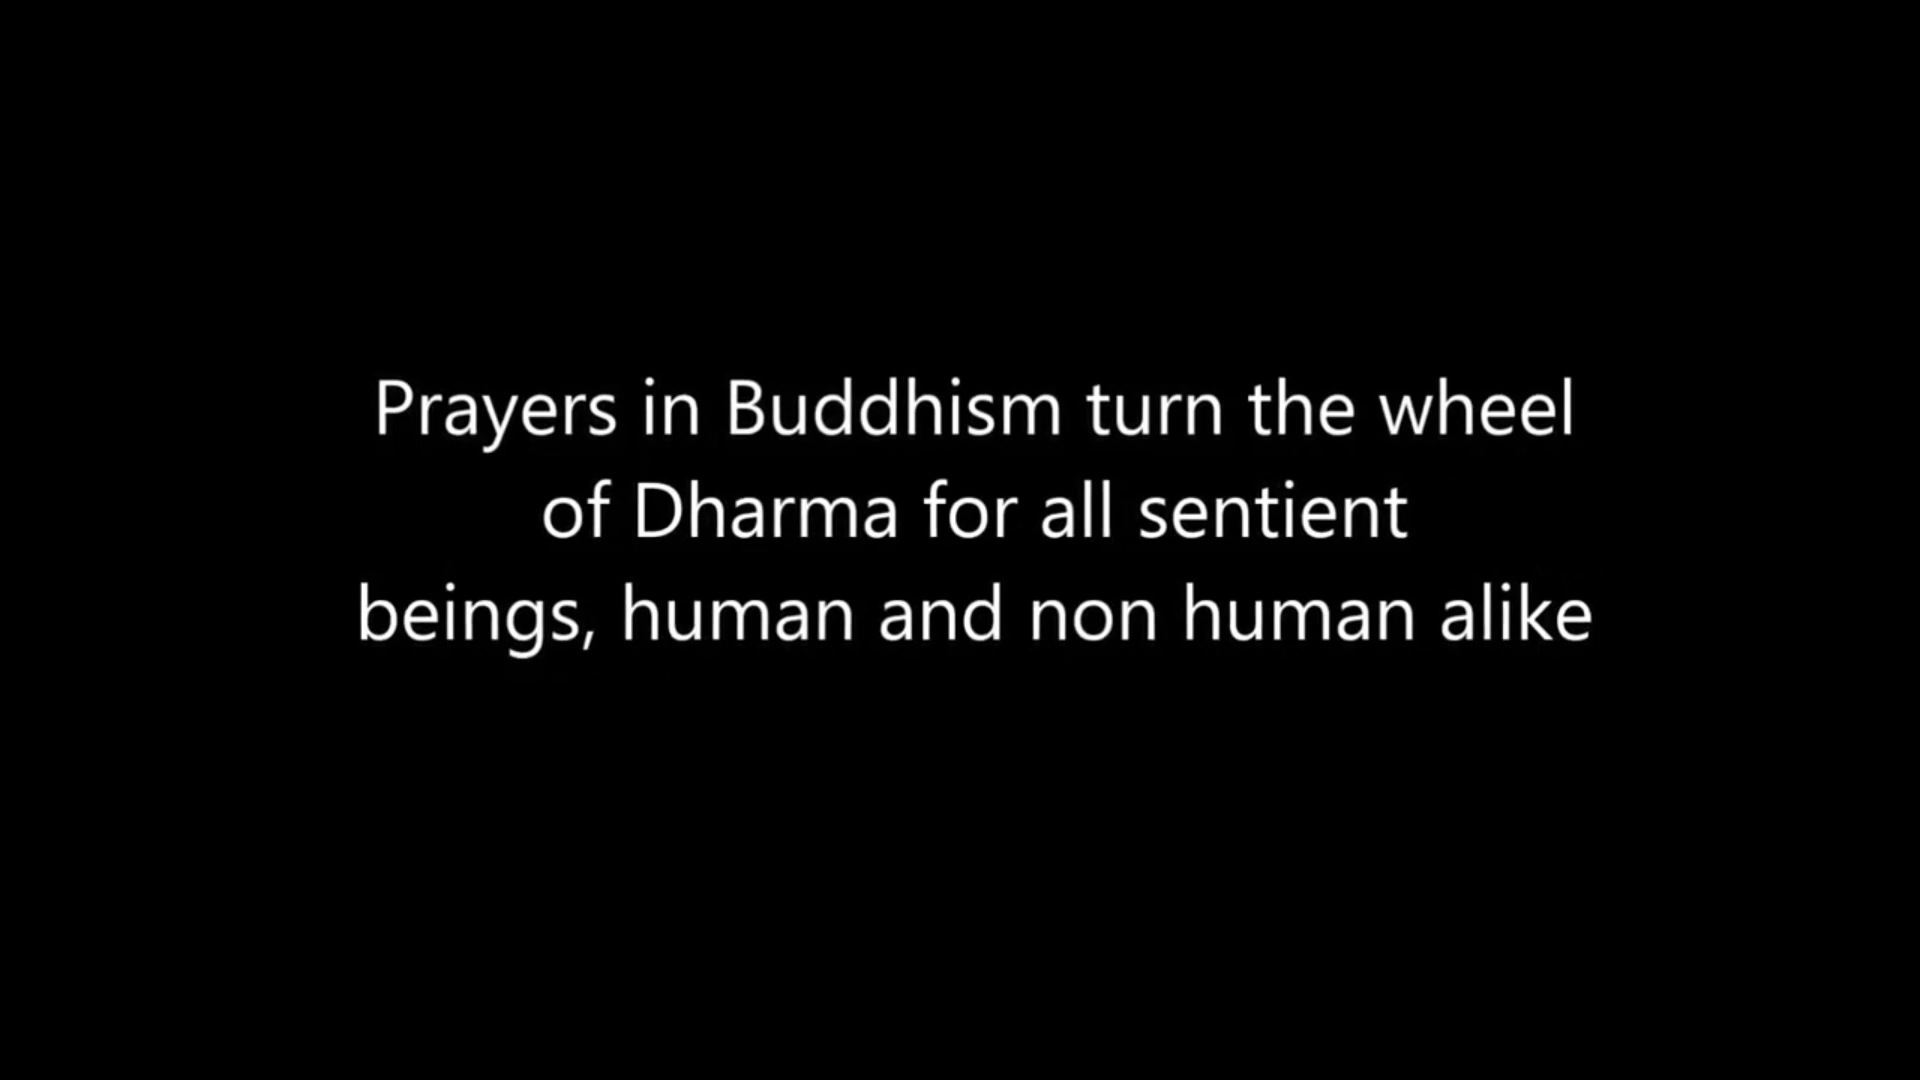 Prayers in Buddhism turn the wheel
of Dharma for all sentient
beings, human and non human alike